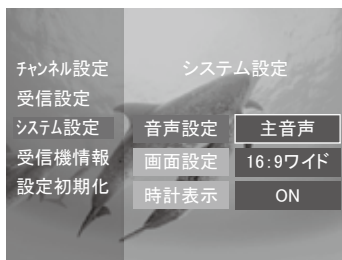 チャンネル設定
受信設定
システム設定
受信機情報
設定初期化
システム設定
音声設定 主音声
画面設定 16:9ワイド
時計表示 ON